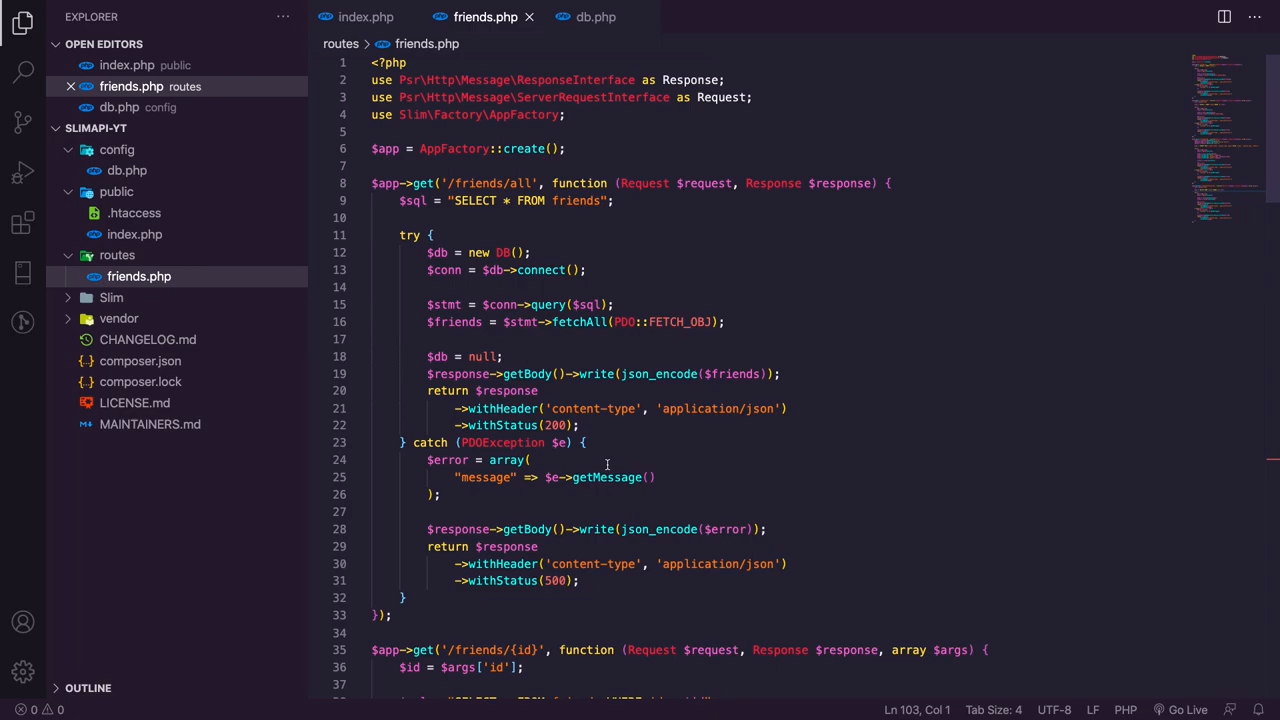 EXPLORER
OPEN EDITORS
index.php public
friends.php routes
db.php config
SLIMAPI-YT
config
db.php
public
.htaccess
index.php
routes
friends.php
Slim
vendor
CHANGELOG.md
composer.json
composer.lock
LICENSE.md
MAINTAINERS.md
OUTLINE
index.php friends.php db.php
routes > friends.php
1 <?php
2 use Psr\Http\Message\ResponseInterface as Response;
3 use Psr\Http\Message\ServerRequestInterface as Request;
4 use Slim\Factory\AppFactory;
5
6 $app = AppFactory::create();
7
8 $app->get('/friends/all', function (Request $request, Response $response) {
9 $sql = "SELECT * FROM friends";
10
11 try {
12 $db = new DB();
13 $conn = $db->connect();
14
15 $stmt = $conn->query($sql);
16 $friends = $stmt->fetchAll(PDO::FETCH_OBJ);
17
18 $db = null;
19 $response->getBody()->write(json_encode($friends));
20 return $response
21 ->withHeader('content-type', 'application/json')
22 ->withStatus(200);
23 } catch (PDOException $e) {
24 $error = array(
25 "message" => $e->getMessage()
26 );
27
28 $response->getBody()->write(json_encode($error));
29 return $response
30 ->withHeader('content-type', 'application/json')
31 ->withStatus(500);
32 }
33 });
34
35 $app->get('/friends/{id}', function (Request $request, Response $response, array $args) {
36 $id = $args['id'];
37
0 0 Ln 103, Col 1 Tab Size: 4 UTF-8 LF PHP Go Live